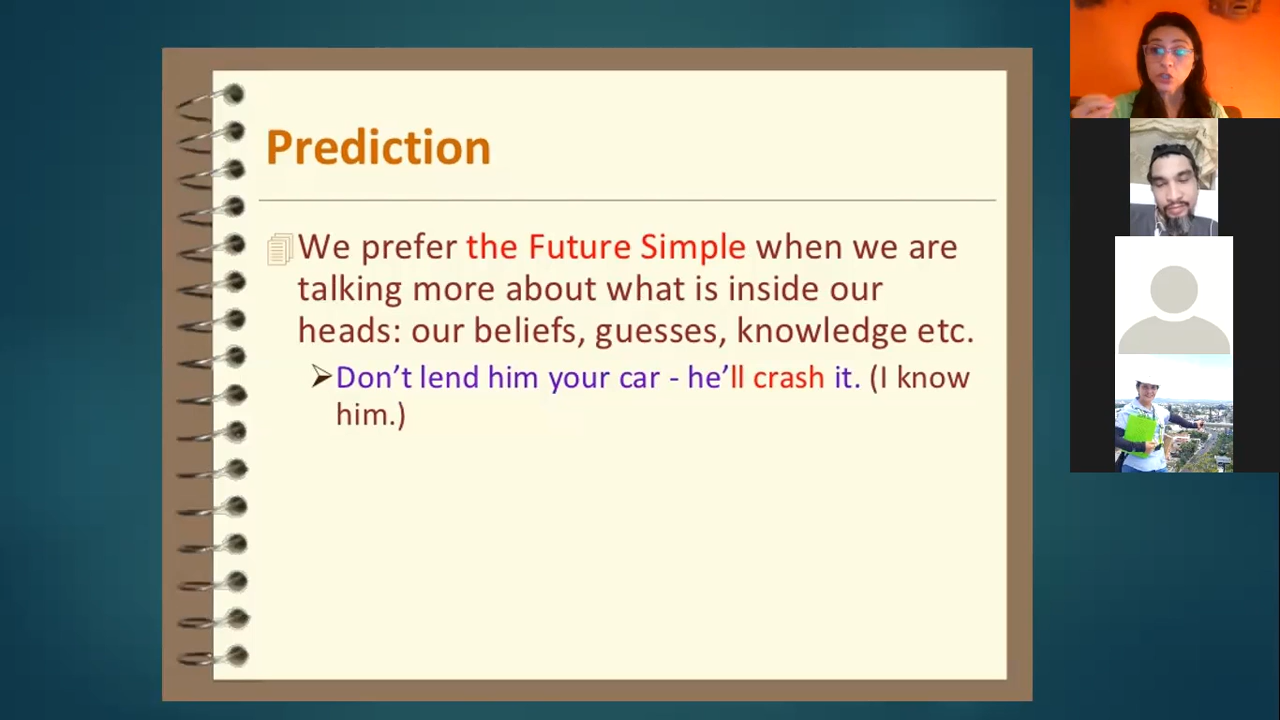 Prediction
We prefer the Future Simple when we are
talking more about what is inside our
heads: our beliefs, guesses, knowledge etc.
Don’t lend him your car - he’ll crash it. (I know
him.)